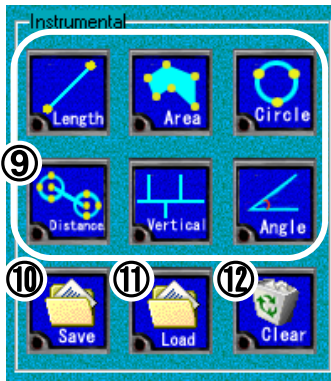 Instrumental
Length Area Circle
⑨
Distance Vertical Angle
⑩ ⑪ ⑫
Save Load Clear